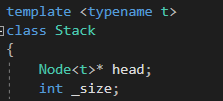 template <typename t>
class Stack
{
Node<t>* head;
int _size;